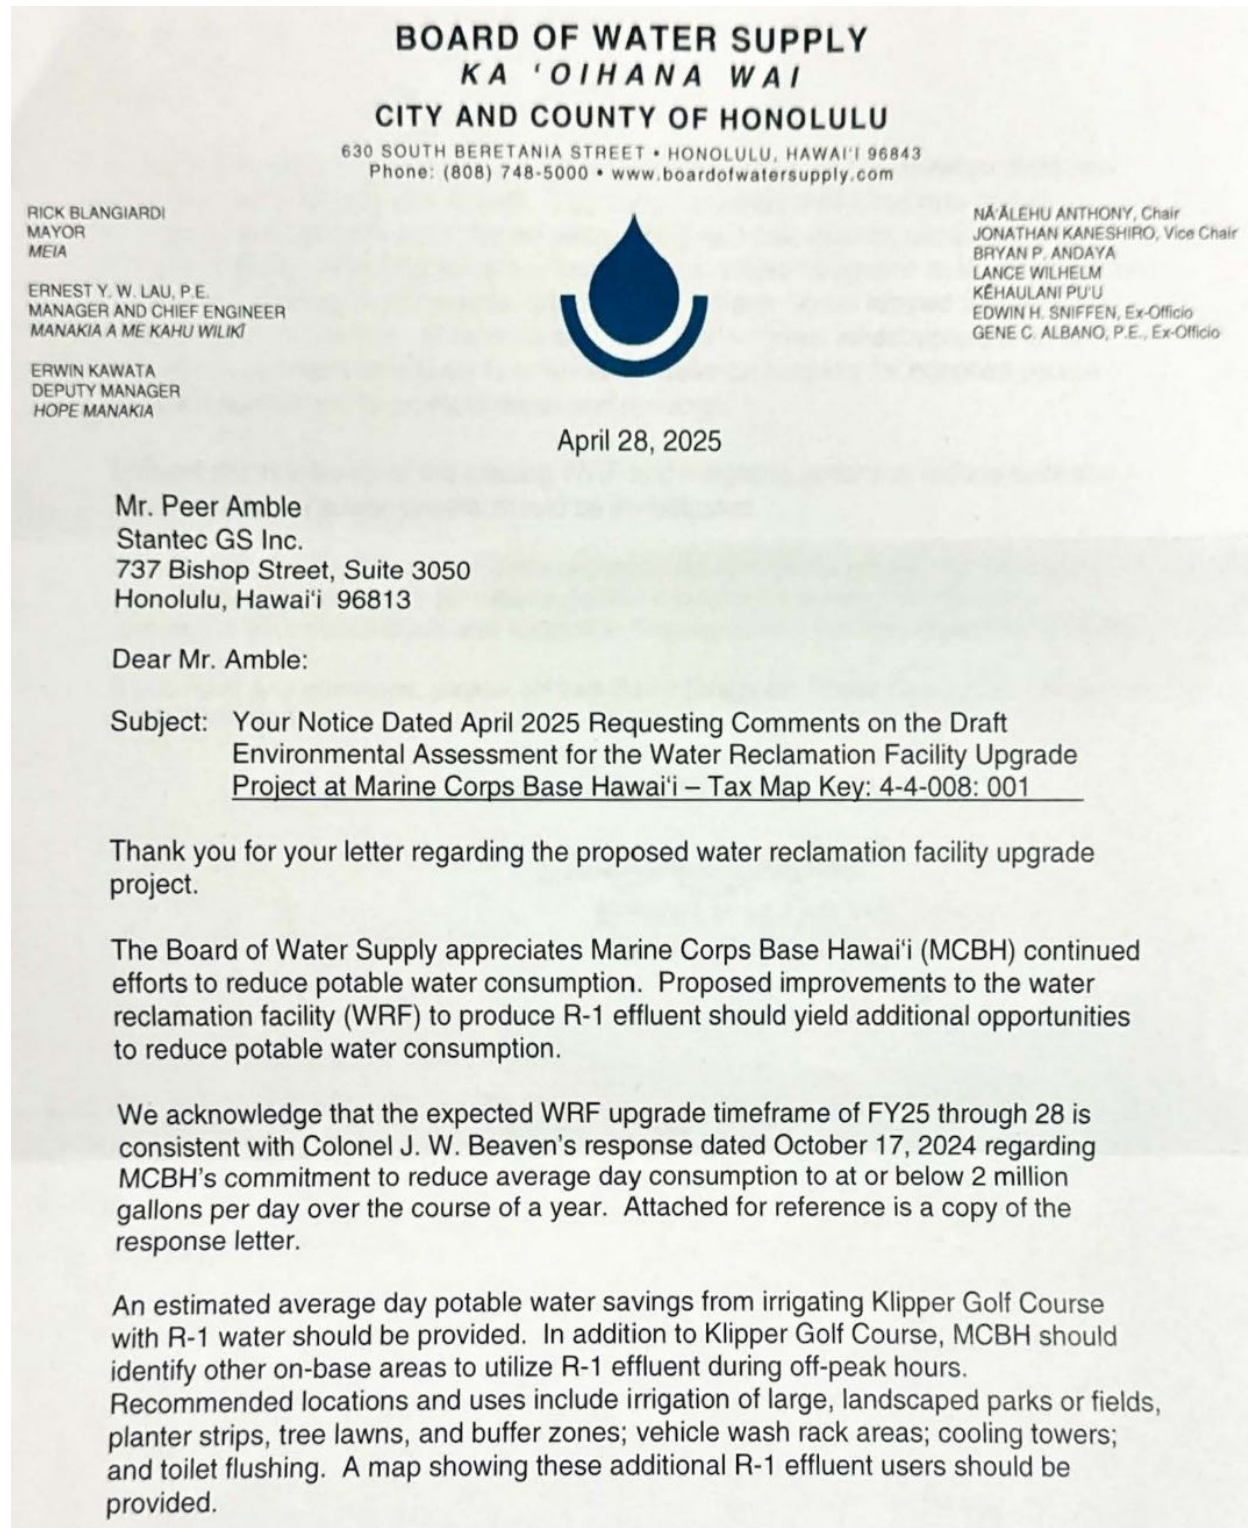 BOARD OF WATER SUPPLY
KA ʻOIHANA WAI
CITY AND COUNTY OF HONOLULU
630 SOUTH BERETANIA STREET • HONOLULU, HAWAIʻI 96843
Phone: (808) 748-5000 • www.boardofwatersupply.com
RICK BLANGIARDI
MAYOR
MEIA
ERNEST Y. W. LAU, P.E.
MANAGER AND CHIEF ENGINEER
MANAKIA A ME KAHU WILIKĪ
ERWIN KAWATA
DEPUTY MANAGER
HOPE MANAKIA
NĀʻĀLEHU ANTHONY, Chair
JONATHAN KANESHIRO, Vice Chair
BRYAN P. ANDAYA
LANCE WILHELM
KĒHAULANI PUʻU
EDWIN H. SNIFFEN, Ex-Officio
GENE C. ALBANO, P.E., Ex-Officio
April 28, 2025
Mr. Peer Amble
Stantec GS Inc.
737 Bishop Street, Suite 3050
Honolulu, Hawaiʻi 96813
Dear Mr. Amble:
Subject: Your Notice Dated April 2025 Requesting Comments on the Draft
Environmental Assessment for the Water Reclamation Facility Upgrade
Project at Marine Corps Base Hawaiʻi – Tax Map Key: 4-4-008: 001
Thank you for your letter regarding the proposed water reclamation facility upgrade
project.
The Board of Water Supply appreciates Marine Corps Base Hawaiʻi (MCBH) continued
efforts to reduce potable water consumption. Proposed improvements to the water
reclamation facility (WRF) to produce R-1 effluent should yield additional opportunities
to reduce potable water consumption.
We acknowledge that the expected WRF upgrade timeframe of FY25 through 28 is
consistent with Colonel J. W. Beaven's response dated October 17, 2024 regarding
MCBH's commitment to reduce average day consumption to at or below 2 million
gallons per day over the course of a year. Attached for reference is a copy of the
response letter.
An estimated average day potable water savings from irrigating Klipper Golf Course
with R-1 water should be provided. In addition to Klipper Golf Course, MCBH should
identify other on-base areas to utilize R-1 effluent during off-peak hours.
Recommended locations and uses include irrigation of large, landscaped parks or fields,
planter strips, tree lawns, and buffer zones; vehicle wash rack areas; cooling towers;
and toilet flushing. A map showing these additional R-1 effluent users should be
provided.